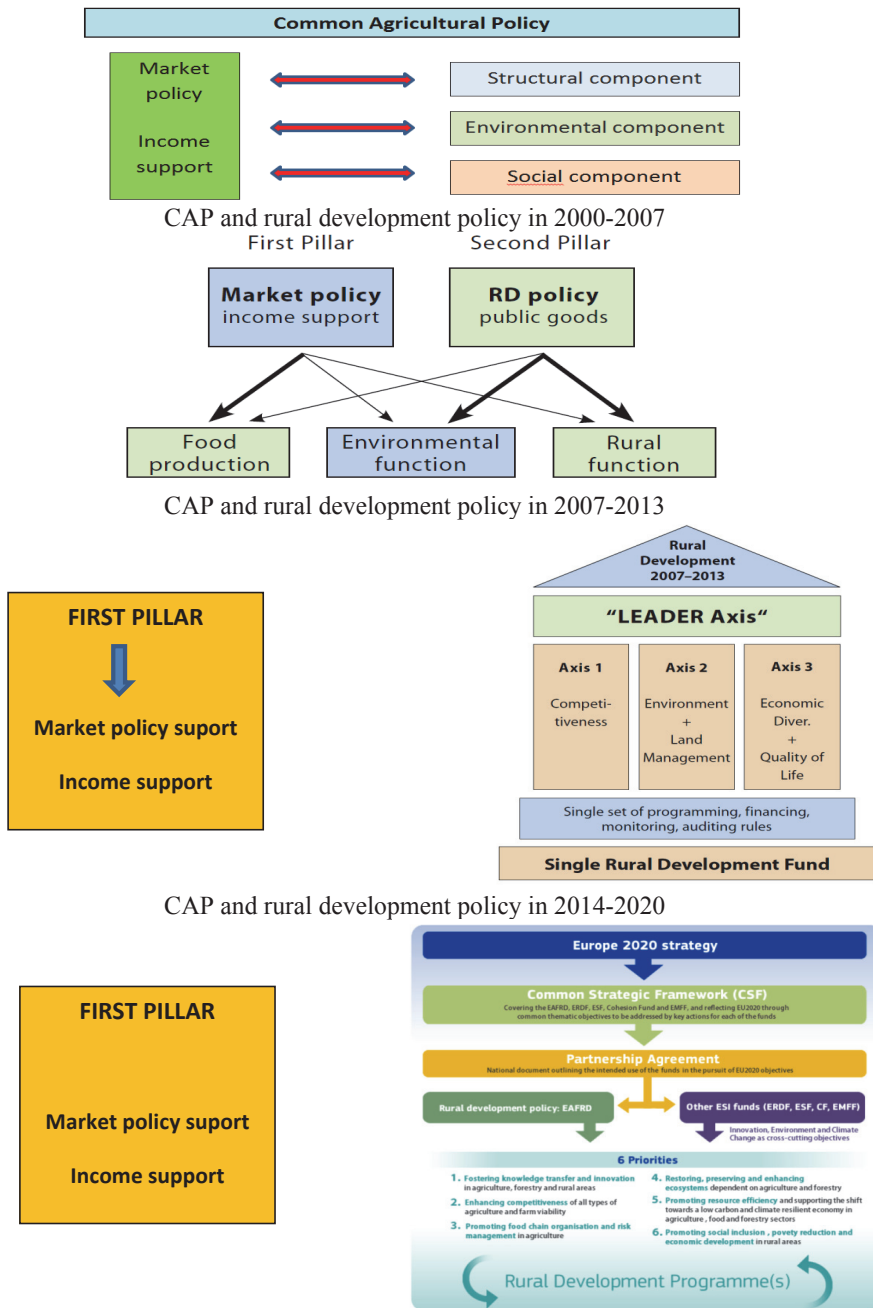 Common Agricultural Policy
Market
policy
Income
support
Structural component
Environmental component
Social component
CAP and rural development policy in 2000-2007
First Pillar
Second Pillar
Market policy
income support
RD policy
public goods
Food
production
Environmental
function
Rural
function
CAP and rural development policy in 2007-2013
FIRST PILLAR
Market policy suport
Income support
Rural
Development
2007–2013
"LEADER Axis“
Axis 1
Competi-
tiveness
Axis 2
Environment
+
Land
Management
Axis 3
Economic
Diver.
+
Quality of
Life
Single set of programming, financing,
monitoring, auditing rules
Single Rural Development Fund
CAP and rural development policy in 2014-2020
FIRST PILLAR
Market policy suport
Income support
Europe 2020 strategy
Common Strategic Framework (CSF)
Covering the EAFRD, ERDF, ESF, Cohesion Fund and EMFF, and reflecting EU2020 through
common thematic objectives to be addressed by key actions for each of the funds
Partnership Agreement
National document outlining the intended use of the funds in the pursuit of EU2020 objectives
Rural development policy: EAFRD
Other ESI funds (ERDF, ESF, CF, EMFF)
Innovation, Environment and Climate
Change as cross-cutting objectives
6 Priorities
1. Fostering knowledge transfer and innovation
in agriculture, forestry and rural areas
2. Enhancing competitiveness of all types of
agriculture and farm viability
3. Promoting food chain organisation and risk
management in agriculture
4. Restoring, preserving and enhancing
ecosystems dependent on agriculture and forestry
5. Promoting resource efficiency and supporting the shift
towards a low carbon and climate resilient economy in
agriculture , food and forestry sectors
6. Promoting social inclusion , povety reduction and
economic development in rural areas
Rural Development Programme(s)